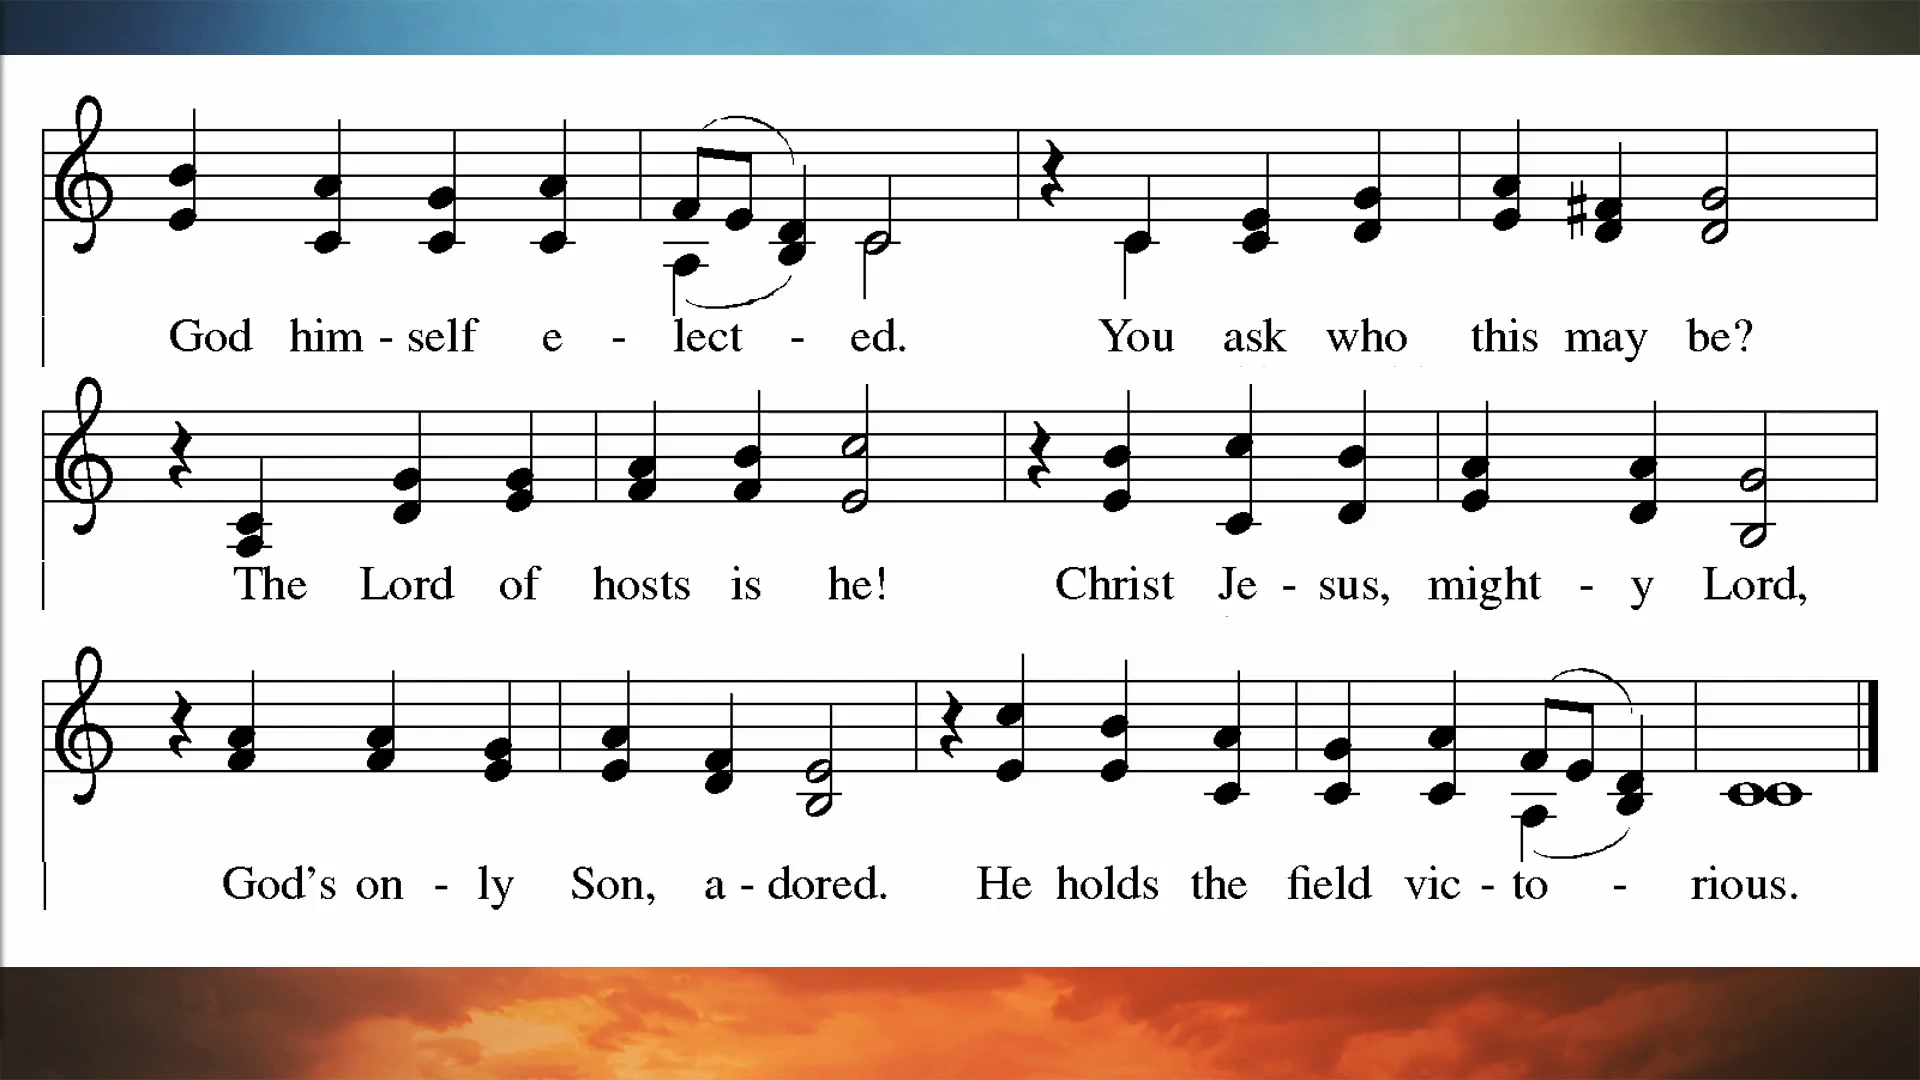 God him - self e - lect - ed. You ask who this may be?
The Lord of hosts is he! Christ Je - sus, might - y Lord,
God’s on - ly Son, a - dored. He holds the field vic - to - rious.